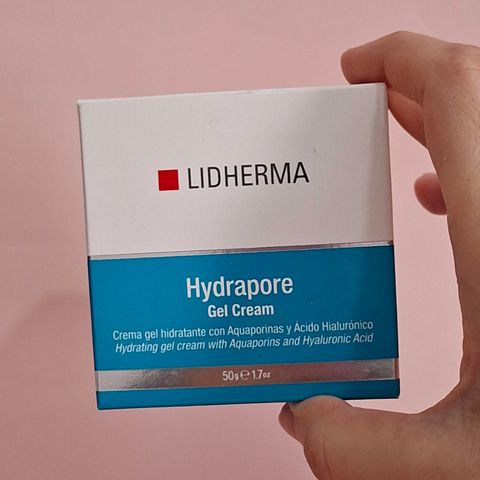 LIDHERMA
Hydrapore
Gel Cream
Crema gel hidratante con Aquaporinas y Ácido Hialurónico
Hydrating gel cream with Aquaporins and Hyaluronic Acid
50g ℮ 1.7oz